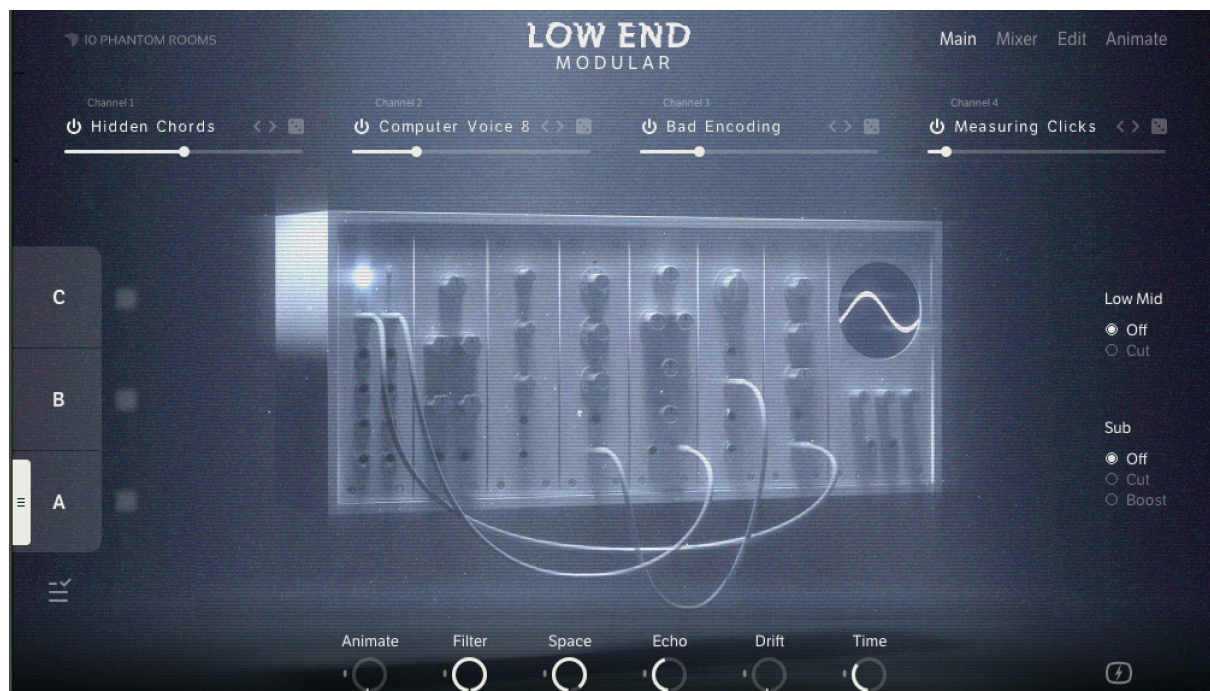 10 PHANTOM ROOMS
LOW END
MODULAR
Main Mixer Edit Animate
Channel 1
Hidden Chords
Channel 2
Computer Voice 8
Channel 3
Bad Encoding
Channel 4
Measuring Clicks
C
B
A
Low Mid
Off
Cut
Sub
Off
Cut
Boost
Animate Filter Space Echo Drift Time